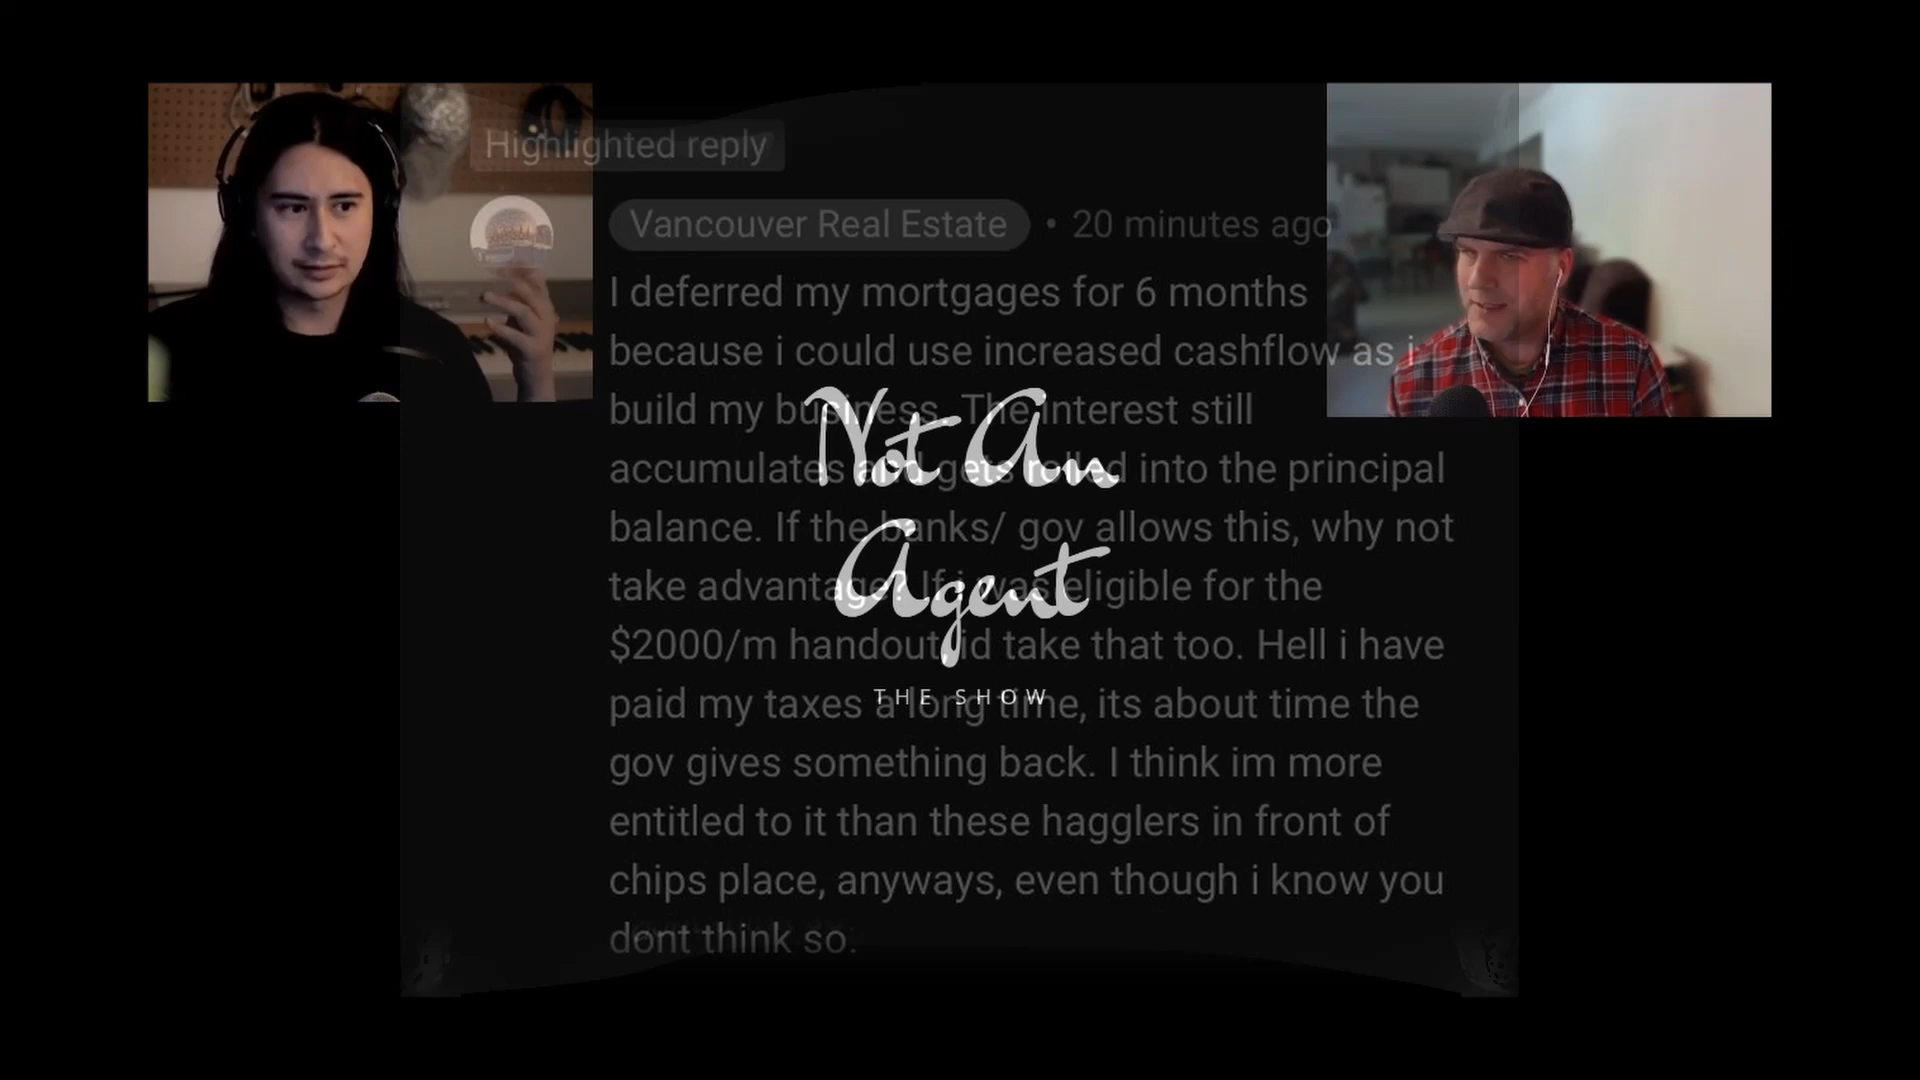 Highlighted reply
Vancouver Real Estate • 20 minutes ago
I deferred my mortgages for 6 months
because i could use increased cashflow as i
build my business. The interest still
accumulates and gets rolled into the principal
balance. If the banks/ gov allows this, why not
take advantage? If i was eligible for the
$2000/m handout, id take that too. Hell i have
paid my taxes a long time, its about time the
gov gives something back. I think im more
entitled to it than these hagglers in front of
chips place, anyways, even though i know you
dont think so.
Not An
Agent
THE SHOW